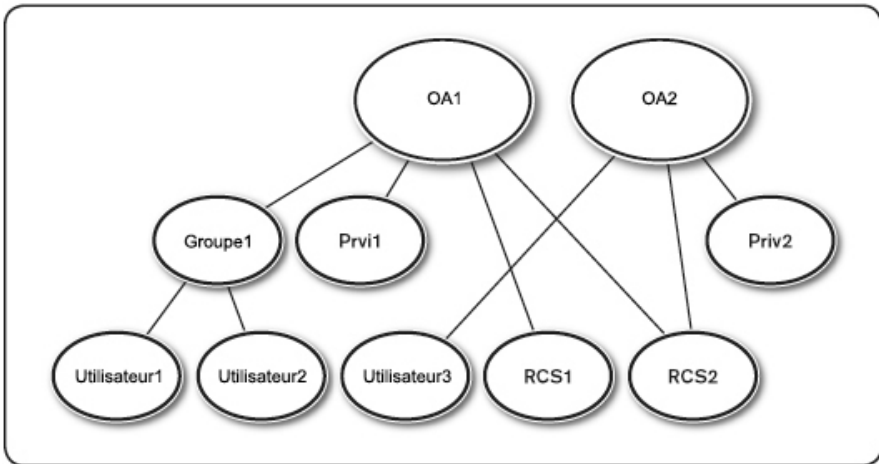 OA1
OA2
Groupe1
Prvi1
Priv2
Utilisateur1
Utilisateur2
Utilisateur3
RCS1
RCS2